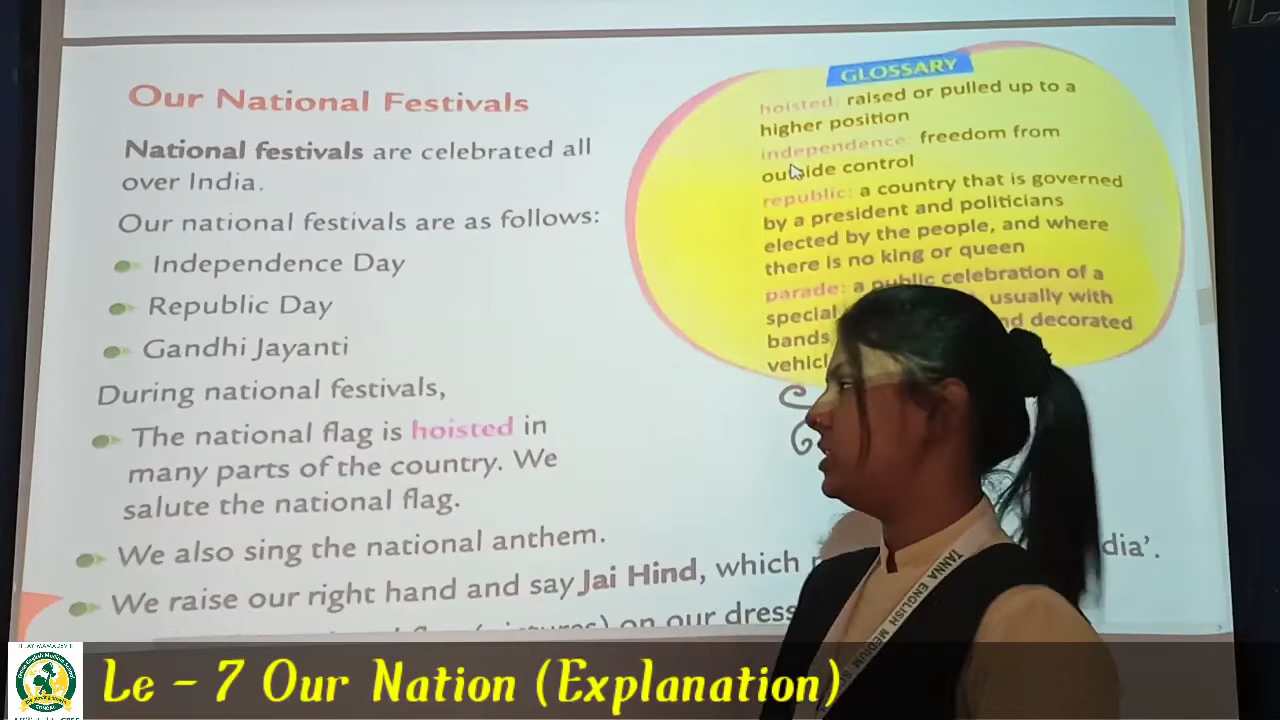 Our National Festivals
National festivals are celebrated all
over India.
Our national festivals are as follows:
Independence Day
Republic Day
Gandhi Jayanti
During national festivals,
The national flag is hoisted in
many parts of the country. We
salute the national flag.
We also sing the national anthem.
We raise our right hand and say Jai Hind, which dia'.
on our dress
GLOSSARY
hoisted: raised or pulled up to a
higher position
independence: freedom from
outside control
republic: a country that is governed
by a president and politicians
elected by the people, and where
there is no king or queen
parade: a public celebration of a
special usually with
bands decorated
TANNA ENGLISH MEDIUM
Le - 7 Our Nation (Explanation)